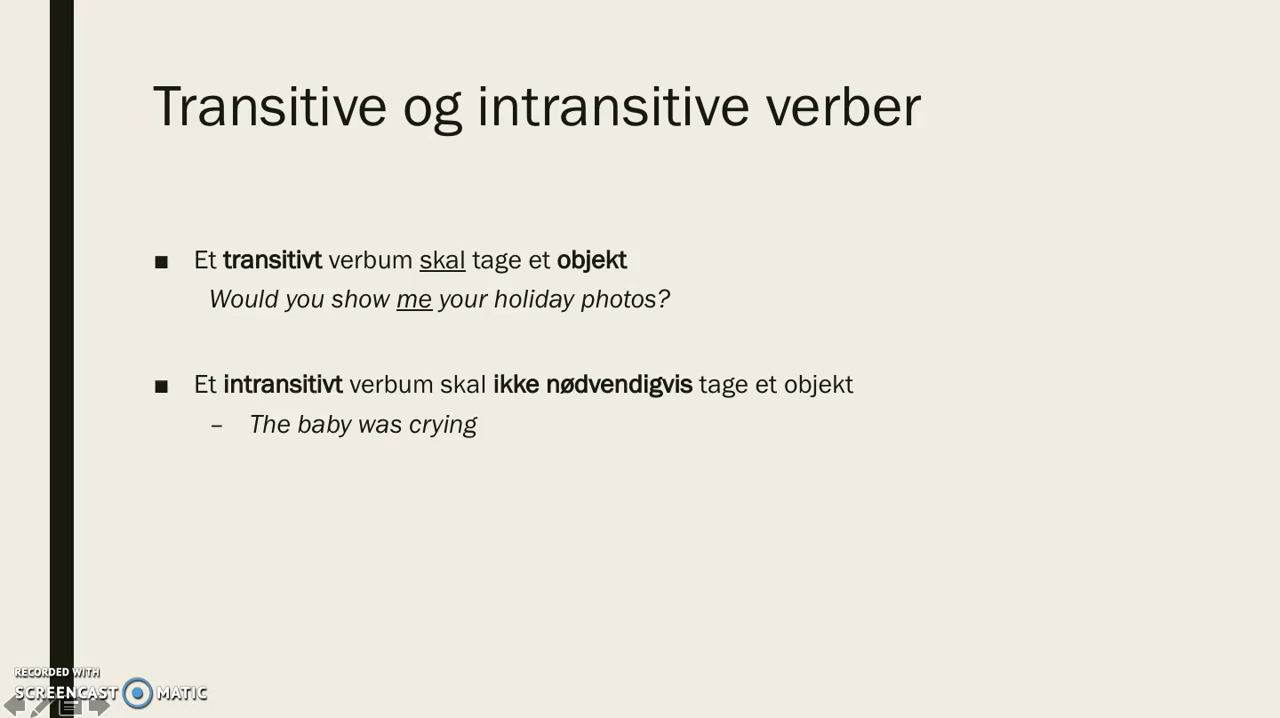 Transitive og intransitive verber
■ Et transitivt verbum skal tage et objekt
Would you show me your holiday photos?
■ Et intransitivt verbum skal ikke nødvendigvis tage et objekt
– The baby was crying
RECORDED WITH
SCREENCAST MATIC